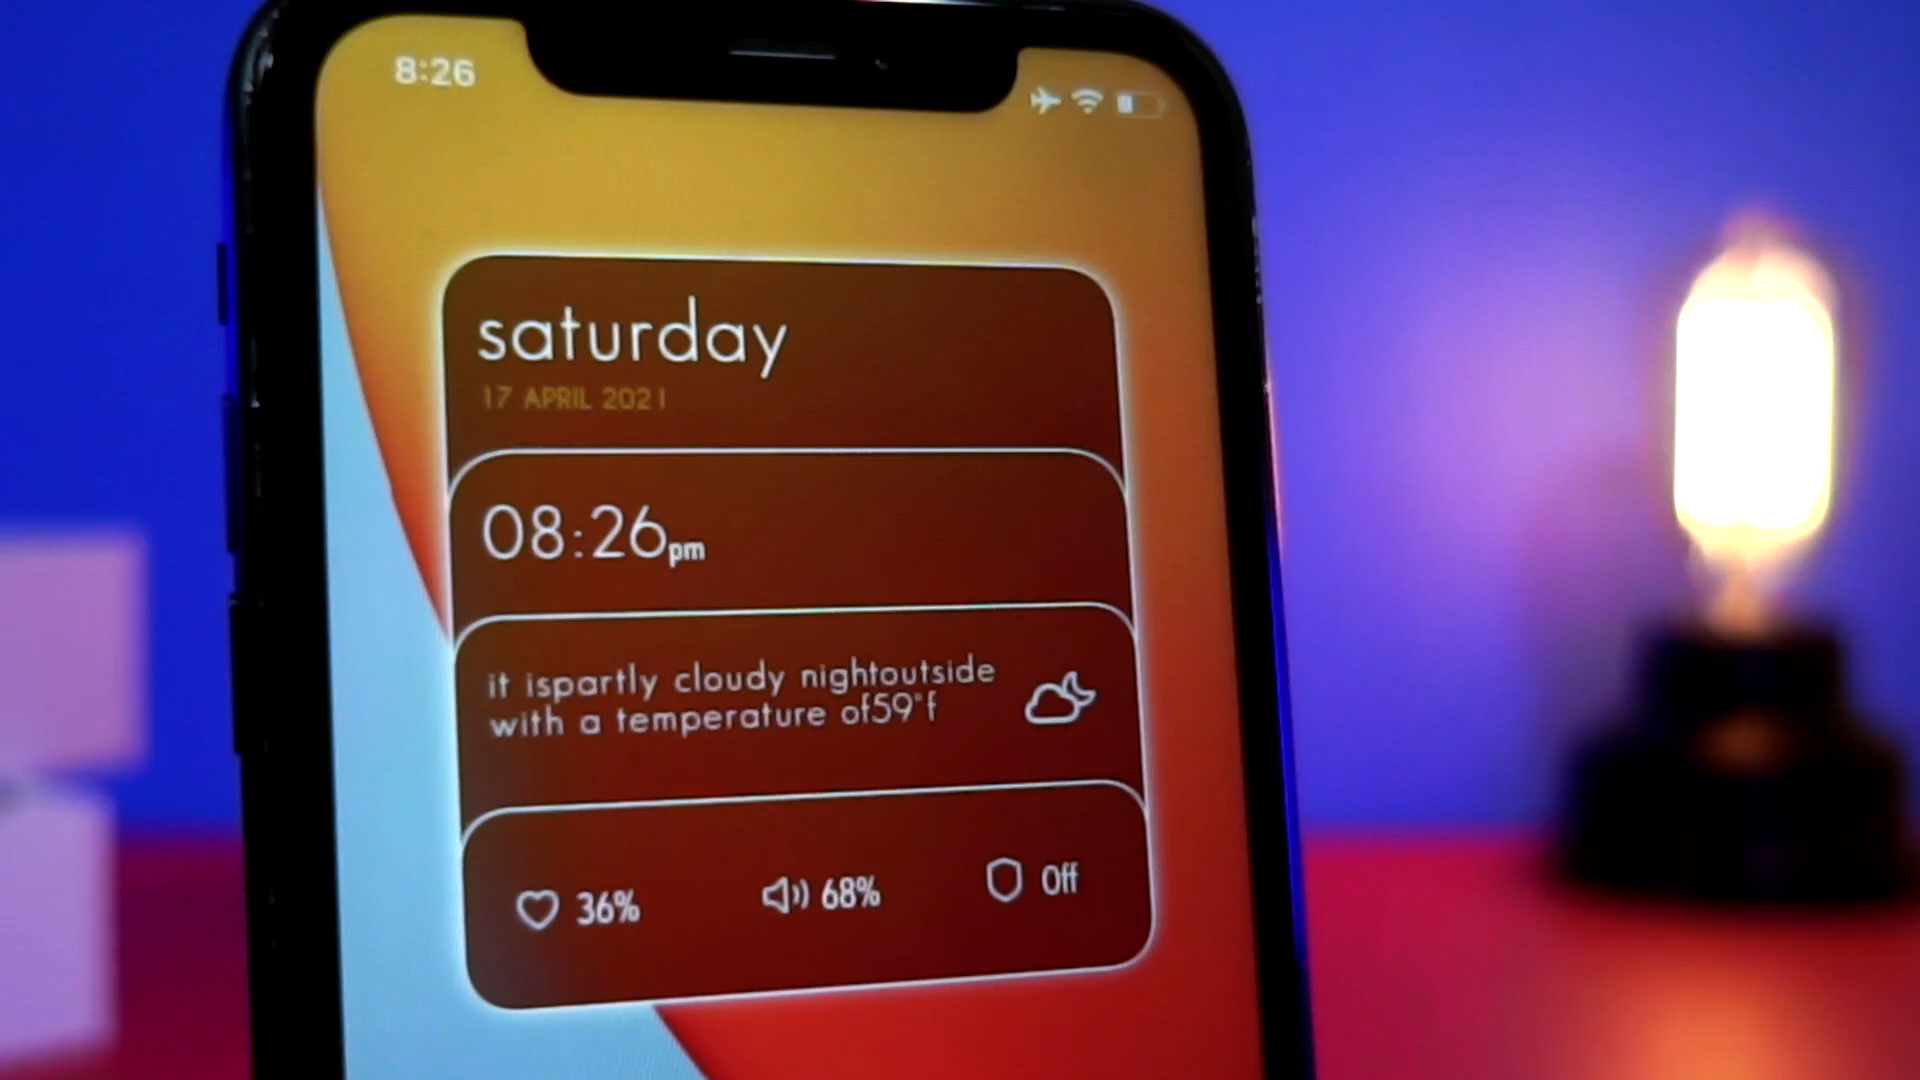 8:26
saturday
17 APRIL 2021
08:26pm
it ispartly cloudy nightoutside
with a temperature of59°f
36% 68% Off